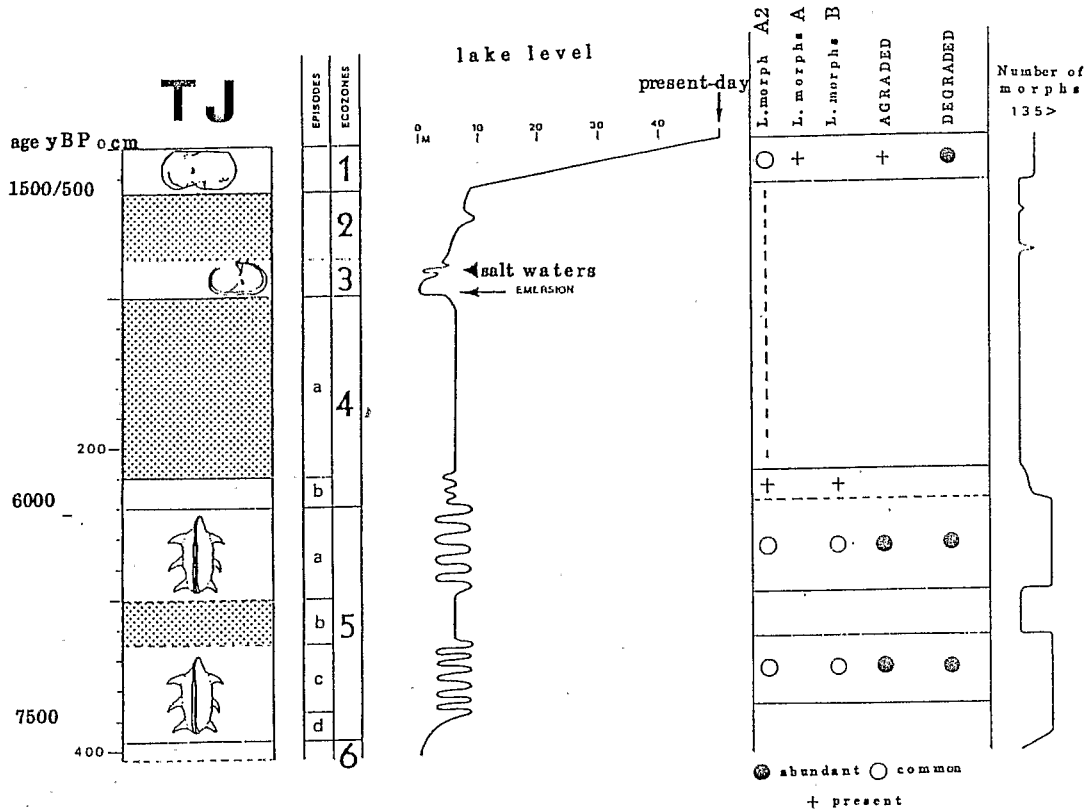 lake level
TJ
present-day
age yBP 0 cm
EPISODES
ECOZONES
0 10 20 30 40
M
L. morph A2
L. morphs A
L. morphs B
AGRADED
DEGRADED
Number of
morphs
135>
1
+ +
1500/500
2
3
salt waters
EMERSION
a
4
200
b
+ +
6000
a
b
5
c
7500
d
400
6
abundant common
+ present